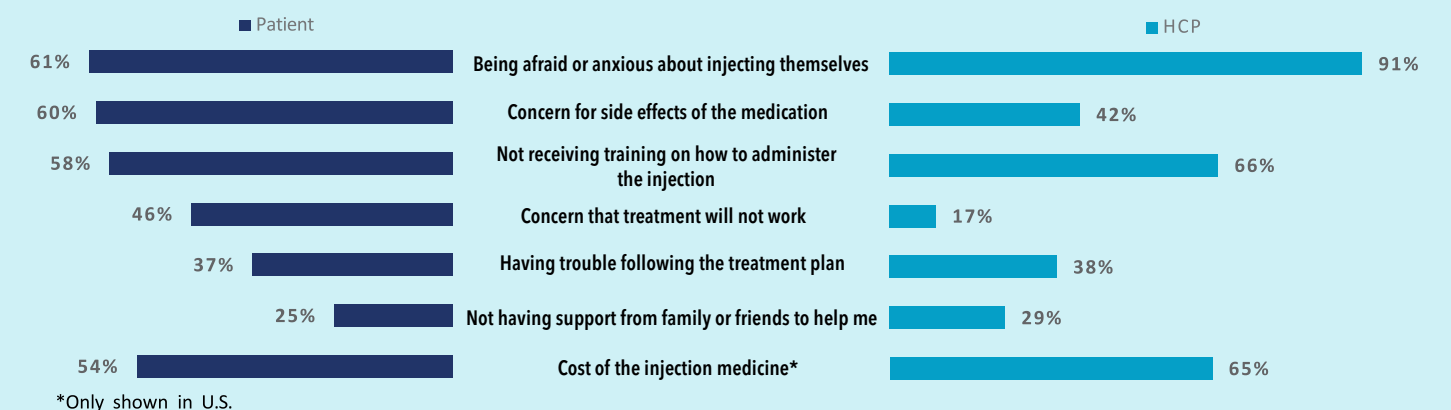 Patient
HCP
61%
Being afraid or anxious about injecting themselves
91%
60%
Concern for side effects of the medication
42%
58%
Not receiving training on how to administer
the injection
66%
46%
Concern that treatment will not work
17%
37%
Having trouble following the treatment plan
38%
25%
Not having support from family or friends to help me
29%
54%
Cost of the injection medicine*
65%
*Only shown in U.S.